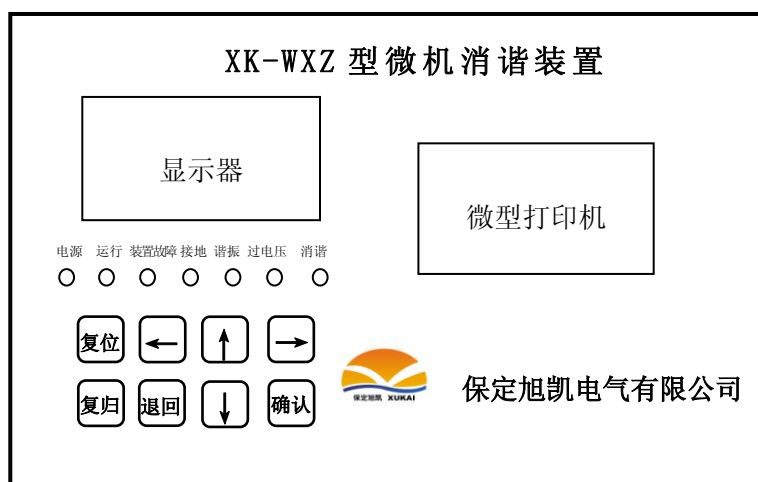 XK-WXZ 型微机消谐装置
显示器
微型打印机
电源 运行 装置故障 接地 谐振 过电压 消谐
复位 ← ↑ →
复归 退回 ↓ 确认
保定旭凯 XUKAI
保定旭凯电气有限公司